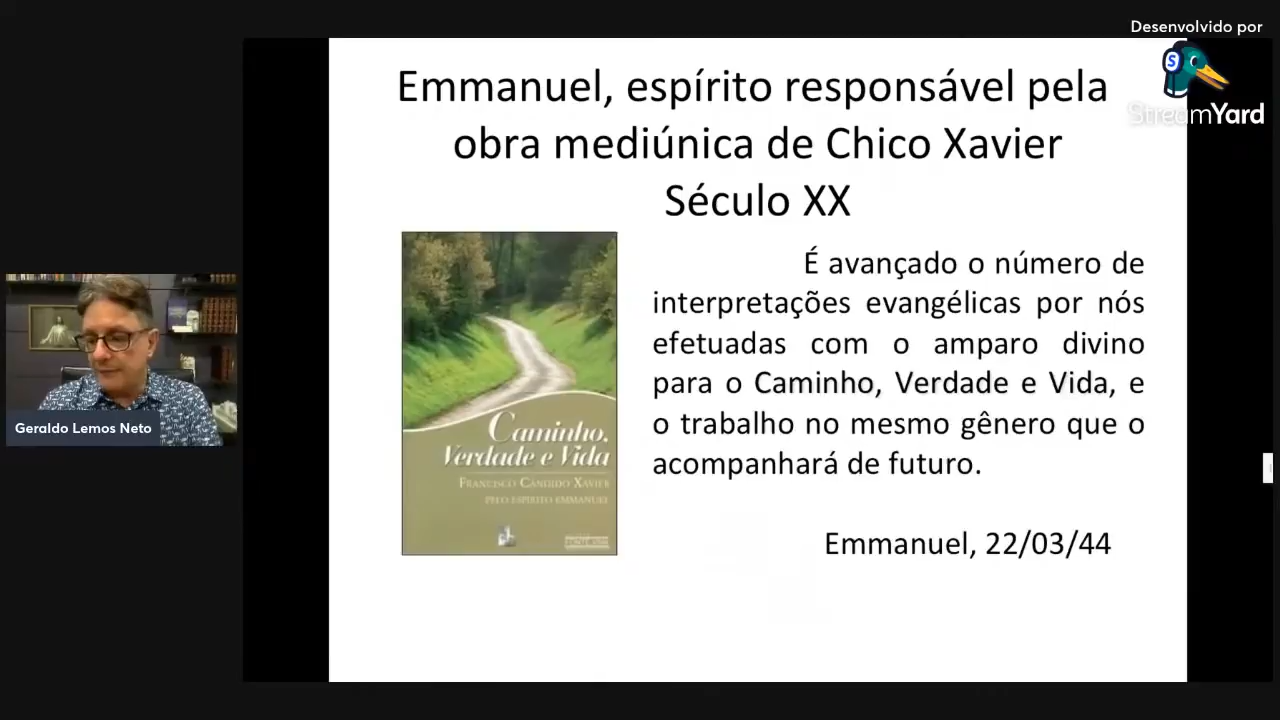 Desenvolvido por
StreamYard
Emmanuel, espírito responsável pela
obra mediúnica de Chico Xavier
Século XX
É avançado o número de
interpretações evangélicas por nós
efetuadas com o amparo divino
para o Caminho, Verdade e Vida, e
o trabalho no mesmo gênero que o
acompanhará de futuro.
Emmanuel, 22/03/44
Caminho,
Verdade e Vida
Francisco Cândido Xavier
pelo espírito Emmanuel
Geraldo Lemos Neto